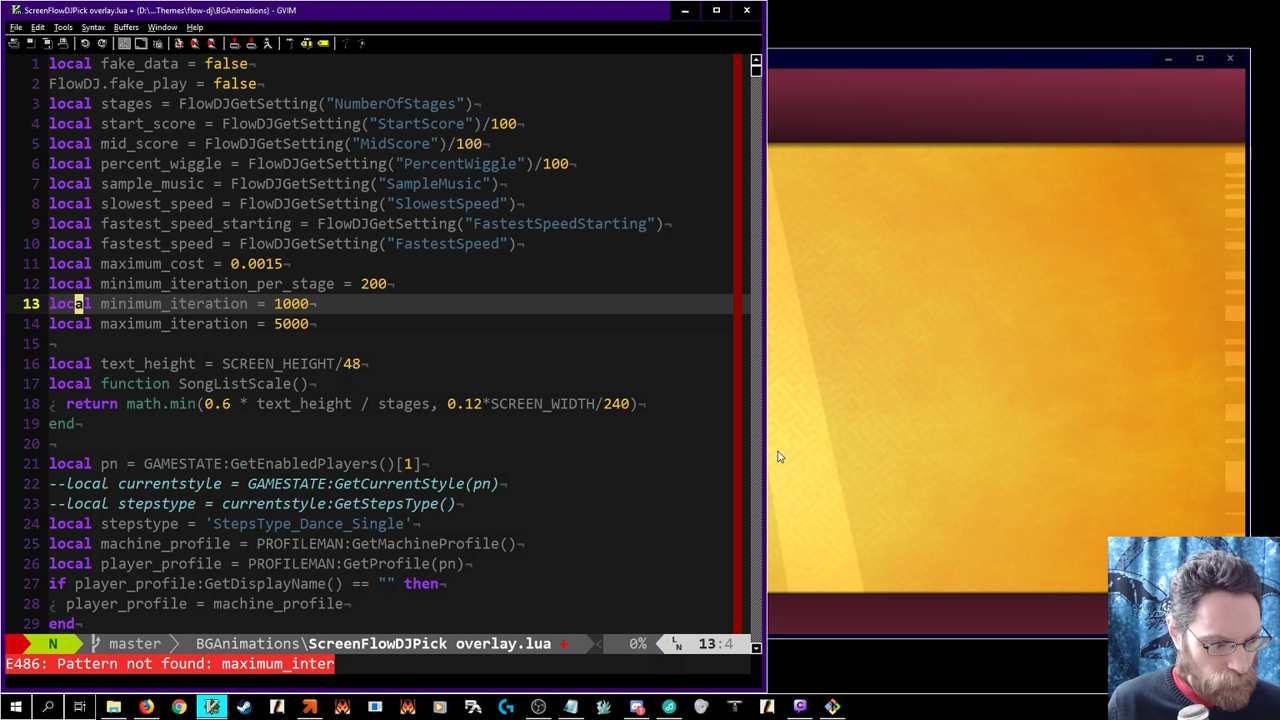 ScreenFlowDJPick overlay.lua + (D:\...Themes\flow-dj\BGAnimations) - GVIM
File Edit Tools Syntax Buffers Window Help
1 local fake_data = false¬
2 FlowDJ.fake_play = false¬
3 local stages = FlowDJGetSetting("NumberOfStages")¬
4 local start_score = FlowDJGetSetting("StartScore")/100¬
5 local mid_score = FlowDJGetSetting("MidScore")/100¬
6 local percent_wiggle = FlowDJGetSetting("PercentWiggle")/100¬
7 local sample_music = FlowDJGetSetting("SampleMusic")¬
8 local slowest_speed = FlowDJGetSetting("SlowestSpeed")¬
9 local fastest_speed_starting = FlowDJGetSetting("FastestSpeedStarting")¬
10 local fastest_speed = FlowDJGetSetting("FastestSpeed")¬
11 local maximum_cost = 0.0015¬
12 local minimum_iteration_per_stage = 200¬
13 local minimum_iteration = 1000¬
14 local maximum_iteration = 5000¬
15 ¬
16 local text_height = SCREEN_HEIGHT/48¬
17 local function SongListScale()¬
18 ¿ return math.min(0.6 * text_height / stages, 0.12*SCREEN_WIDTH/240)¬
19 end¬
20 ¬
21 local pn = GAMESTATE:GetEnabledPlayers()[1]¬
22 --local currentstyle = GAMESTATE:GetCurrentStyle(pn)¬
23 --local stepstype = currentstyle:GetStepsType()¬
24 local stepstype = 'StepsType_Dance_Single'¬
25 local machine_profile = PROFILEMAN:GetMachineProfile()¬
26 local player_profile = PROFILEMAN:GetProfile(pn)¬
27 if player_profile:GetDisplayName() == "" then¬
28 ¿ player_profile = machine_profile¬
29 end¬
N master BGAnimations\ScreenFlowDJPick overlay.lua + 0% LN 13:4
E486: Pattern not found: maximum_inter